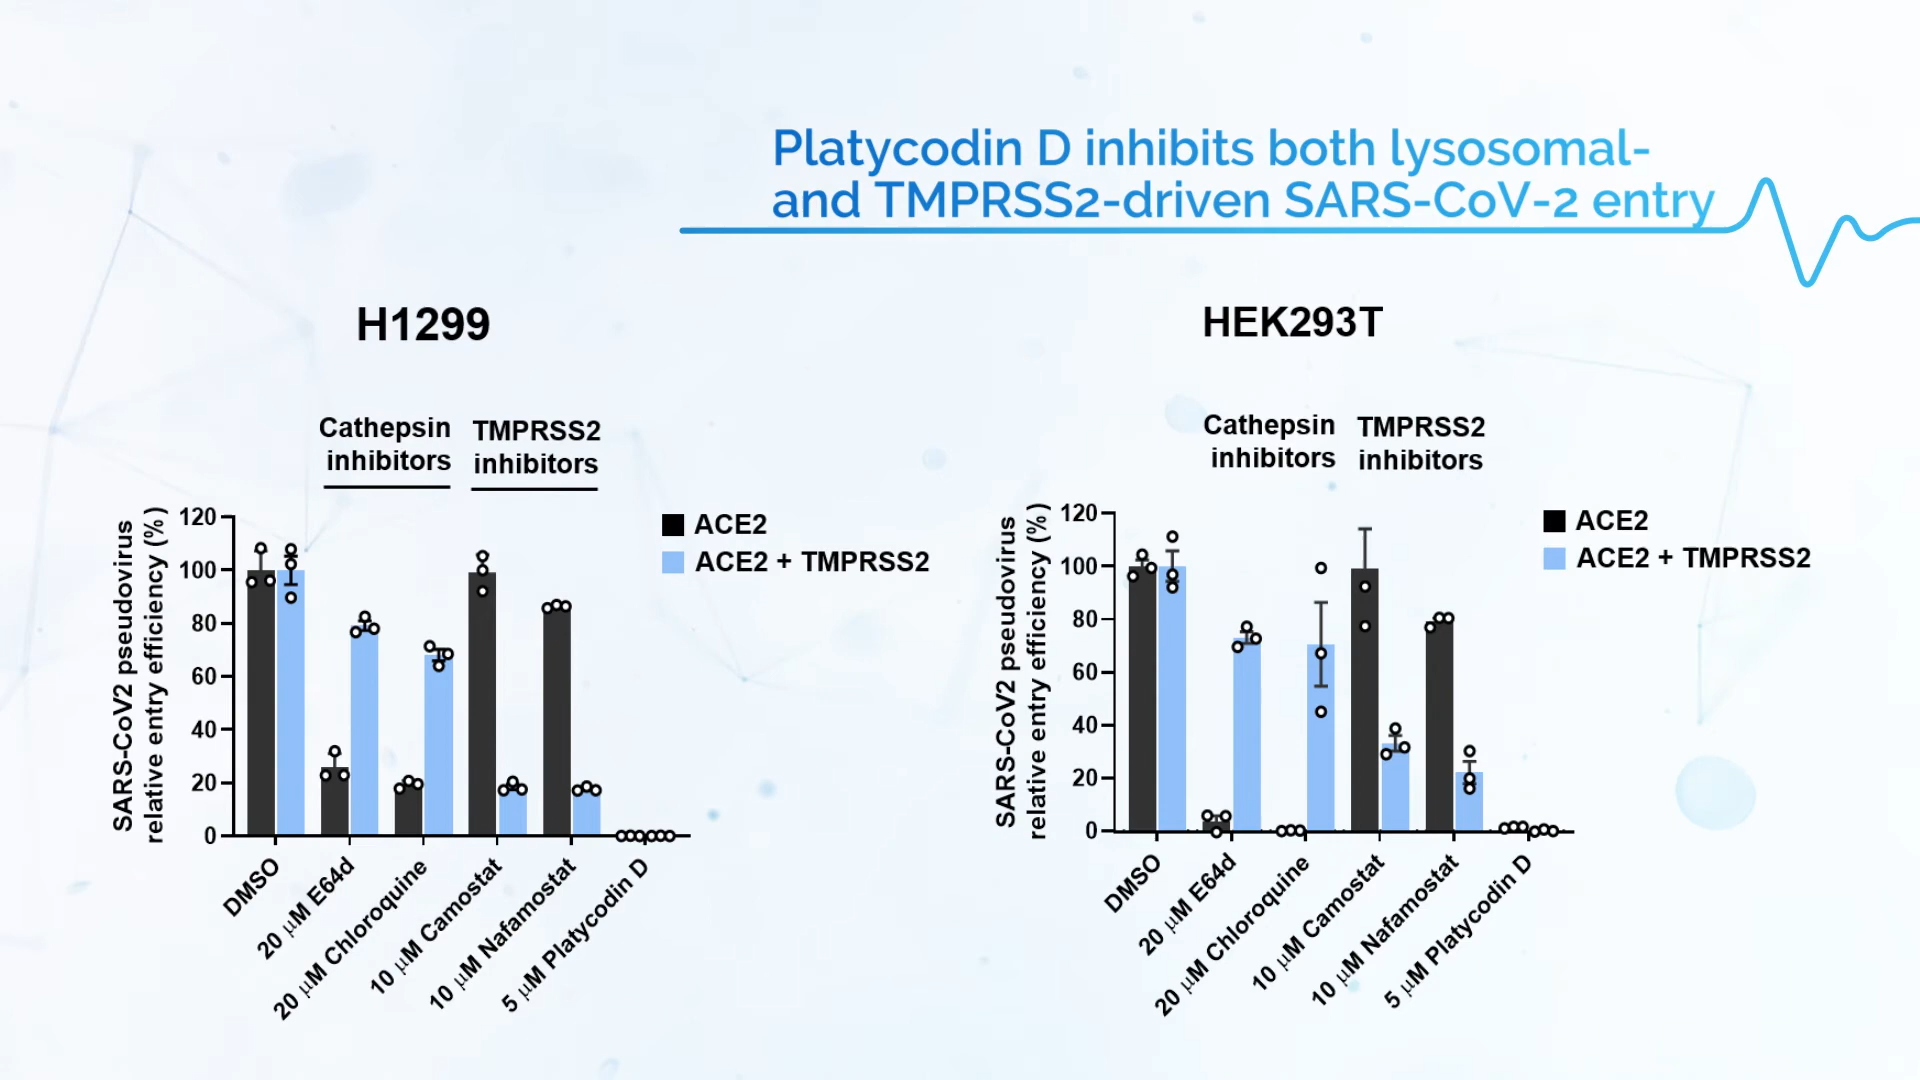 Platycodin D inhibits both lysosomal-
and TMPRSS2-driven SARS-CoV-2 entry
H1299
Cathepsin
inhibitors
TMPRSS2
inhibitors
SARS-CoV2 pseudovirus
relative entry efficiency (%)
120
100
80
60
40
20
0
DMSO
20 μM E64d
20 μM Chloroquine
10 μM Camostat
10 μM Nafamostat
5 μM Platycodin D
ACE2
ACE2 + TMPRSS2
HEK293T
Cathepsin
inhibitors
TMPRSS2
inhibitors
SARS-CoV2 pseudovirus
relative entry efficiency (%)
120
100
80
60
40
20
0
DMSO
20 μM E64d
20 μM Chloroquine
10 μM Camostat
10 μM Nafamostat
5 μM Platycodin D
ACE2
ACE2 + TMPRSS2